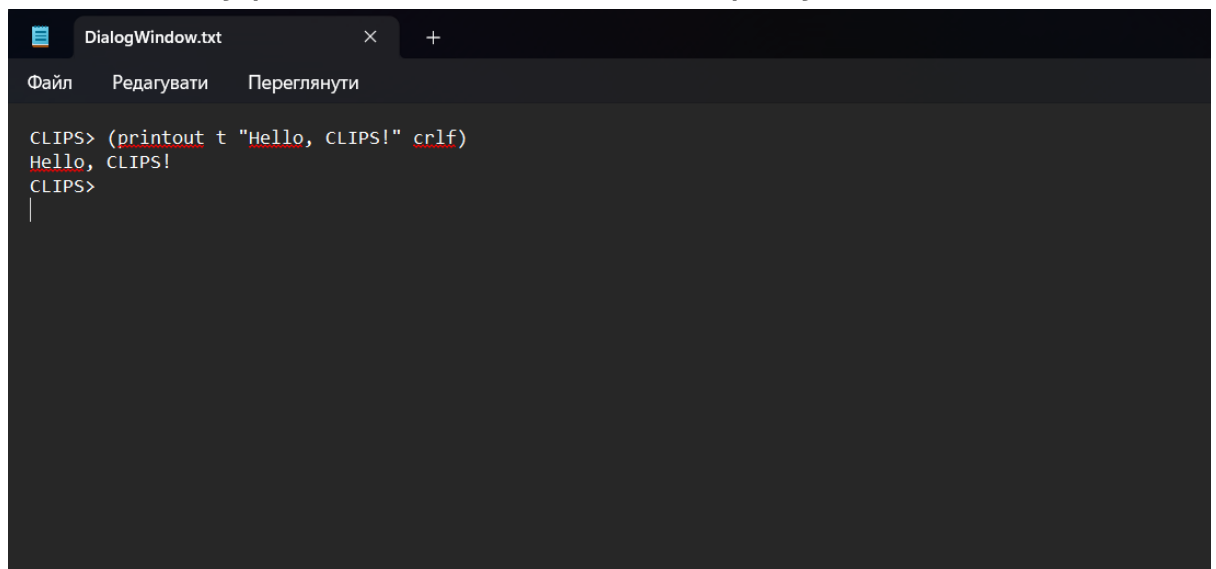 DialogWindow.txt
Файл Редагувати Переглянути
CLIPS> (printout t "Hello, CLIPS!" crlf)
Hello, CLIPS!
CLIPS>